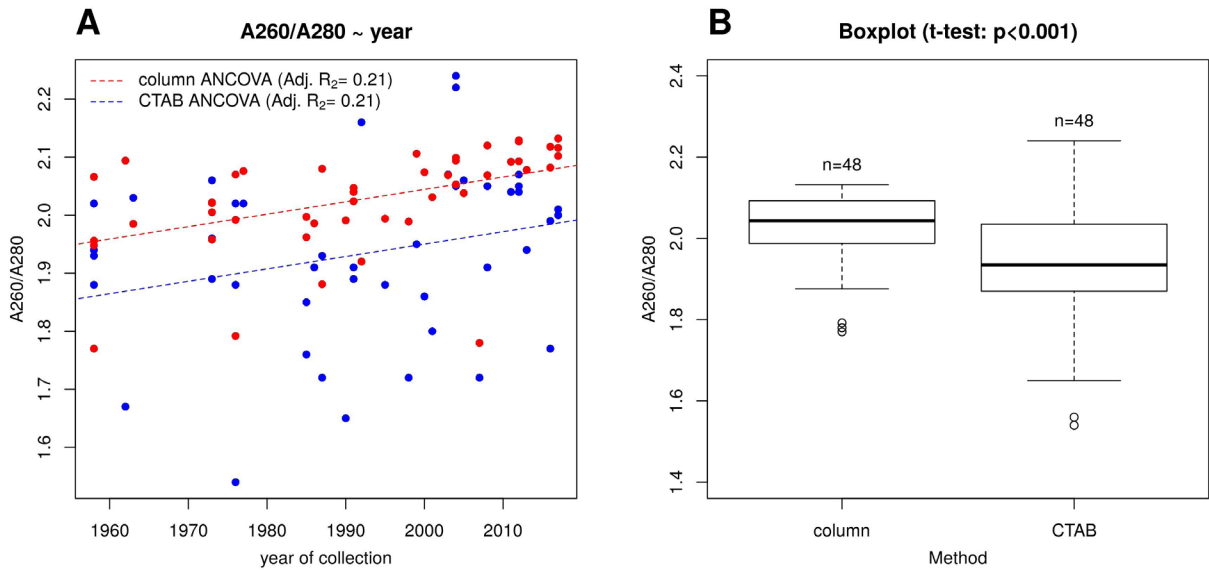 A
A260/A280 ~ year
column ANCOVA (Adj. R2= 0.21)
CTAB ANCOVA (Adj. R2= 0.21)
A260/A280
2.2
2.1
2.0
1.9
1.8
1.7
1.6
1960 1970 1980 1990 2000 2010
year of collection
B
Boxplot (t-test: p<0.001)
A260/A280
2.4
2.2
2.0
1.8
1.6
1.4
n=48
n=48
column CTAB
Method